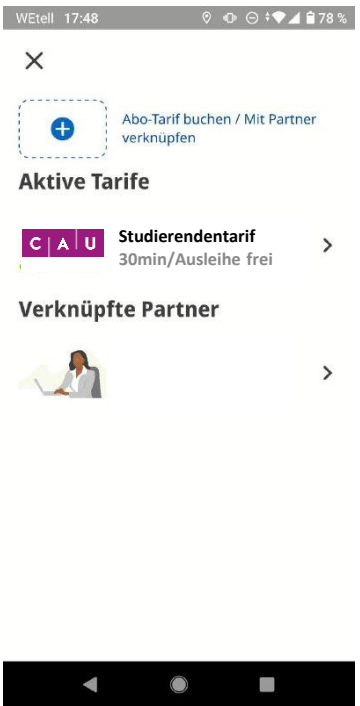 WEtell 17:48 78 %
Abo-Tarif buchen / Mit Partner
verknüpfen
Aktive Tarife
C|A|U Studierendentarif
30min/Ausleihe frei
Verknüpfte Partner